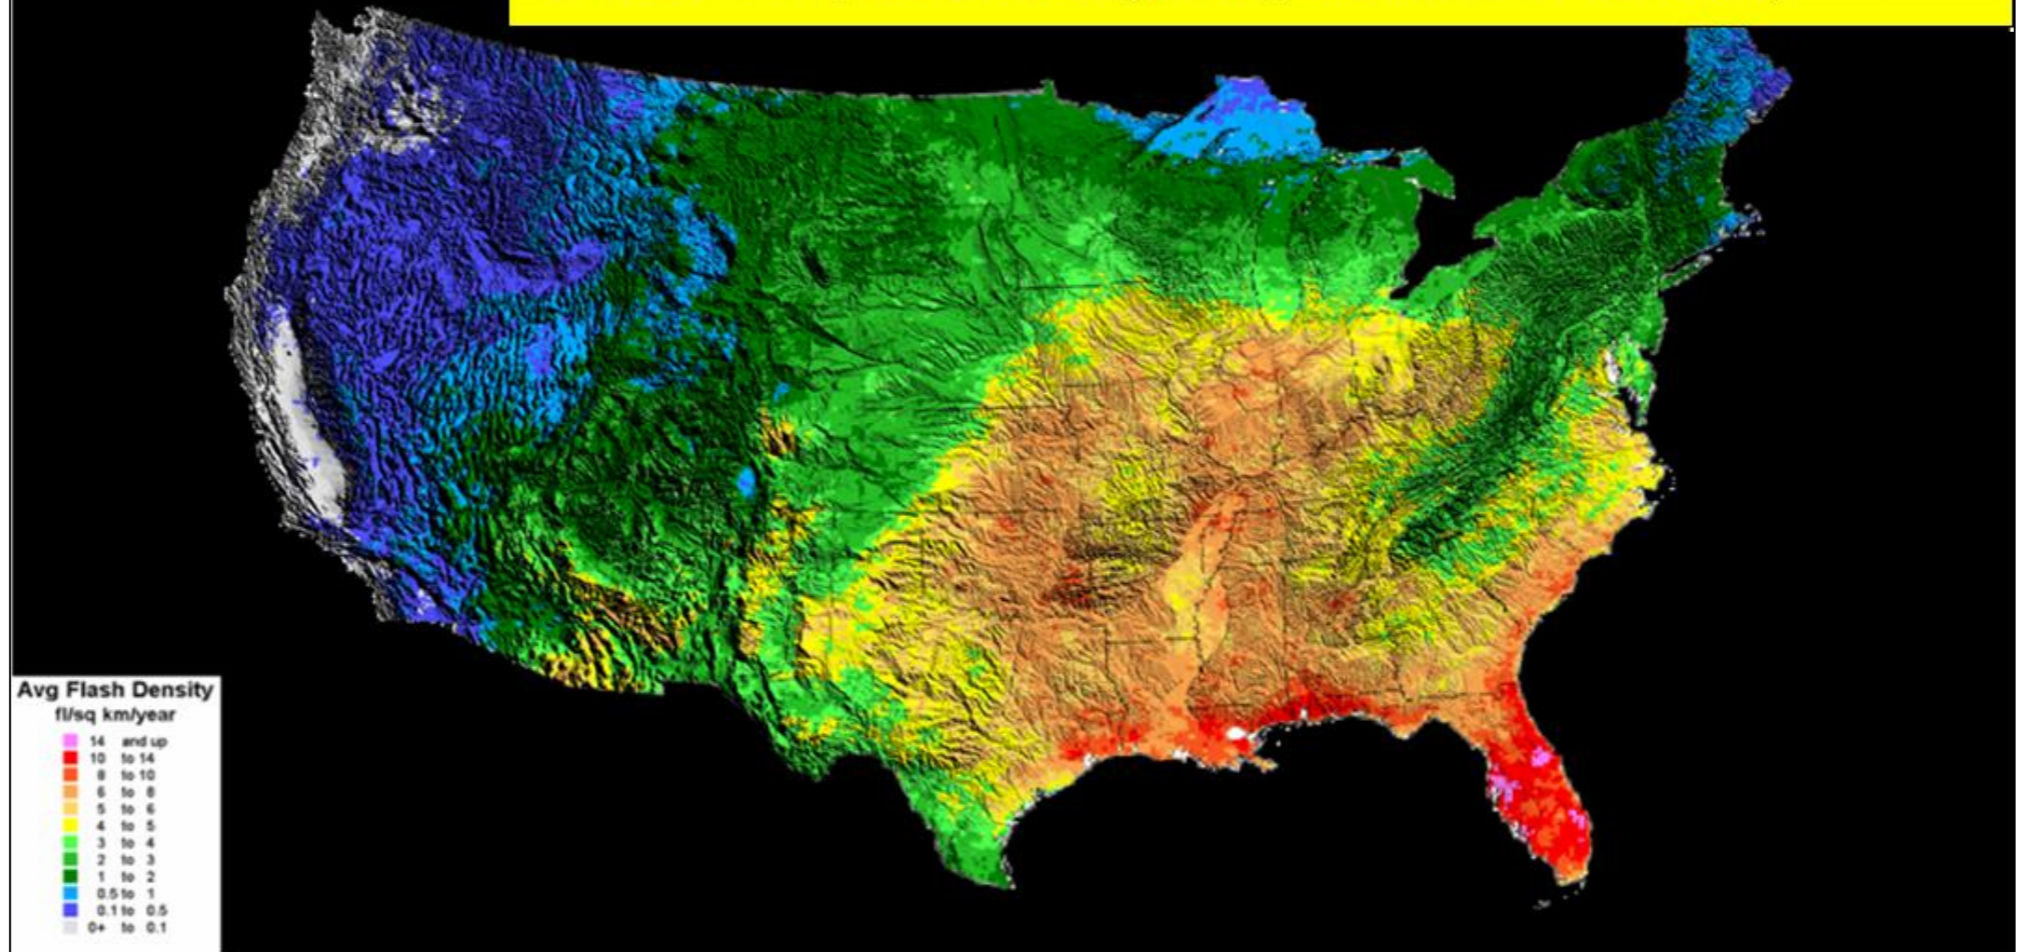 Avg Flash Density
fl/sq km/year
14 and up
10 to 14
8 to 10
6 to 8
5 to 6
4 to 5
3 to 4
2 to 3
1 to 2
0.5 to 1
0.1 to 0.5
0+ to 0.1